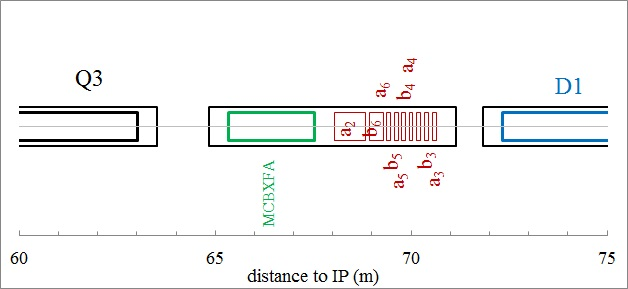 Q3
D1
a6
b4
a4
a2
b6
a5
b5
b3
a3
MCBXFA
60
65
70
75
distance to IP (m)